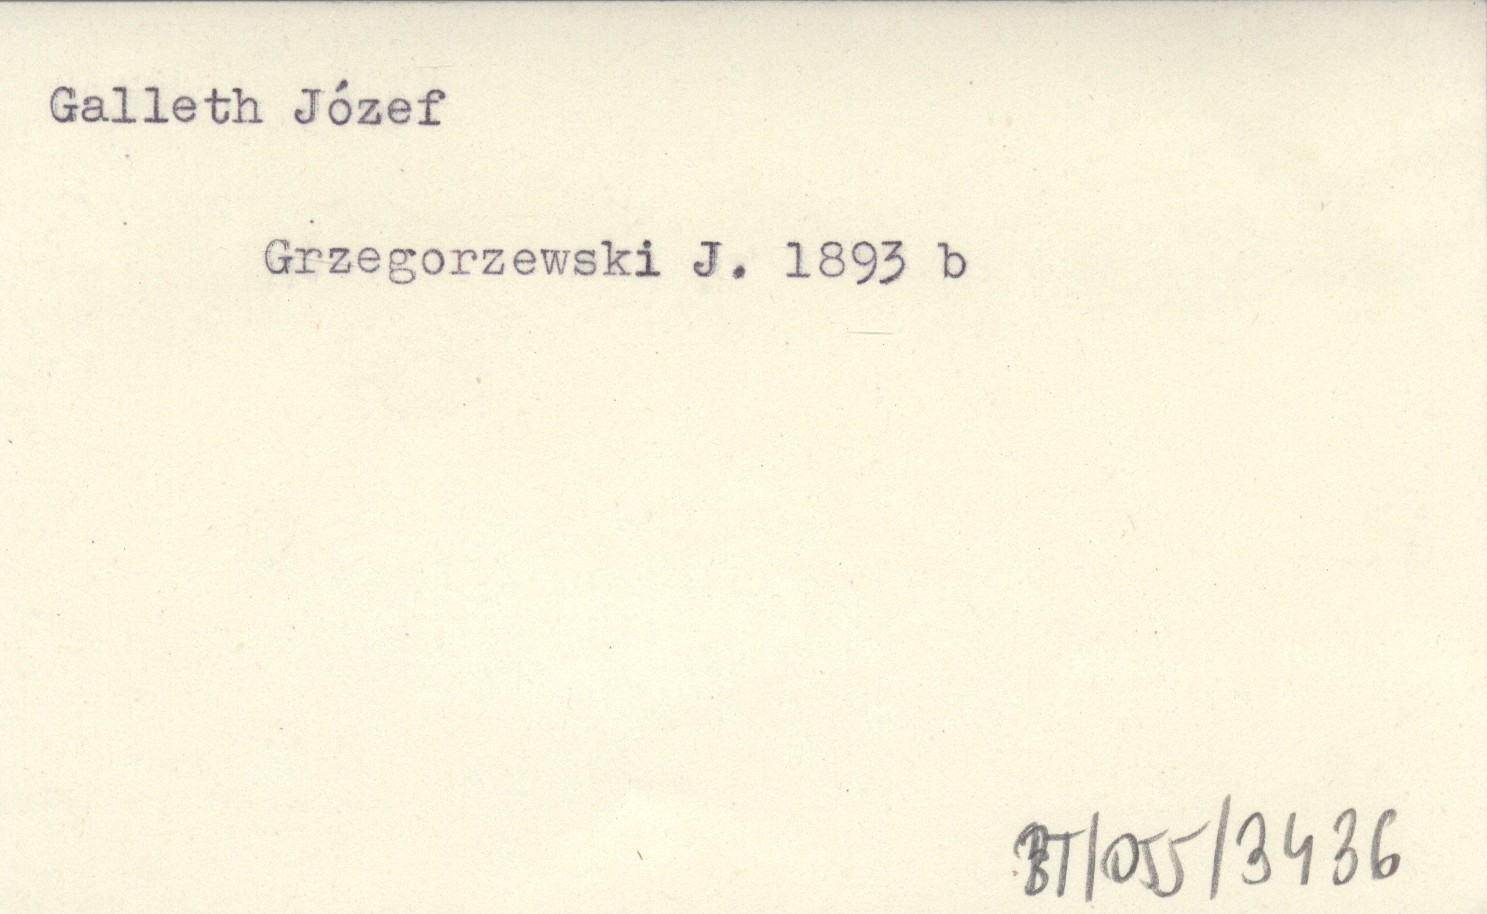 Galleth Józef
Grzegorzewski J. 1893 b
BT/055/3436